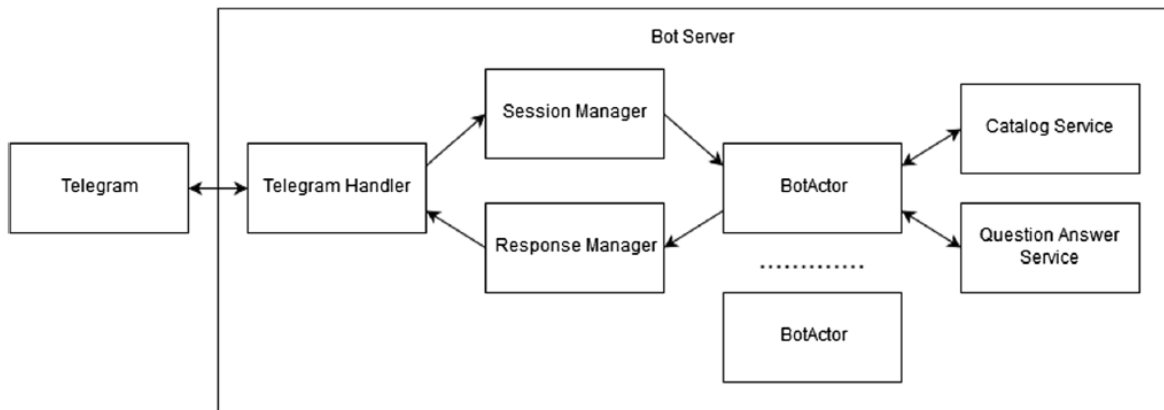 Bot Server
Session Manager
Catalog Service
Telegram
Telegram Handler
BotActor
Response Manager
Question Answer
Service
.............
BotActor